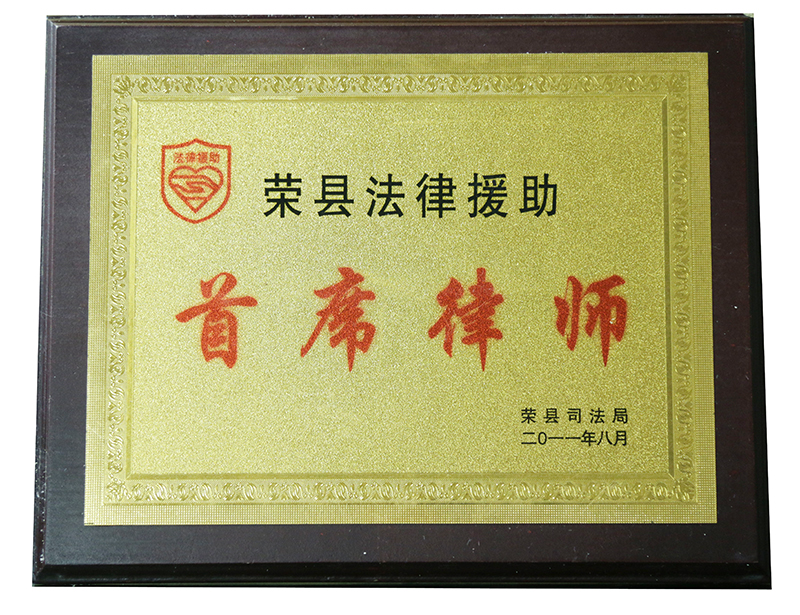 法律援助
荣县法律援助
首席律师
荣县司法局
二0一一年八月